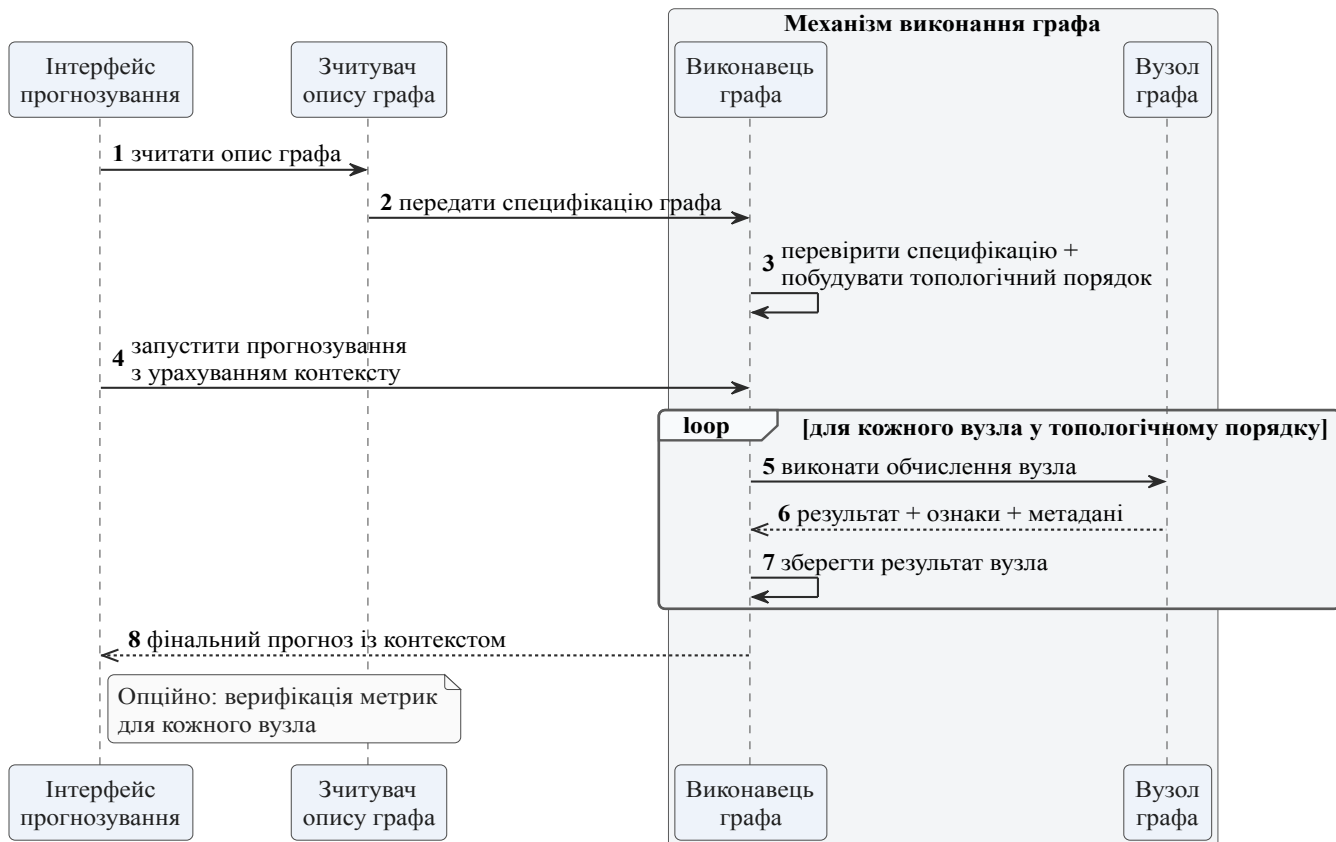 Механізм виконання графа
Інтерфейс
прогнозування
Зчитувач
опису графа
Виконавець
графа
Вузол
графа
1 зчитати опис графа
2 передати специфікацію графа
3 перевірити специфікацію +
побудувати топологічний порядок
4 запустити прогнозування
з урахуванням контексту
loop [для кожного вузла у топологічному порядку]
5 виконати обчислення вузла
6 результат + ознаки + метадані
7 зберегти результат вузла
8 фінальний прогноз із контекстом
Опційно: верифікація метрик
для кожного вузла
Інтерфейс
прогнозування
Зчитувач
опису графа
Виконавець
графа
Вузол
графа